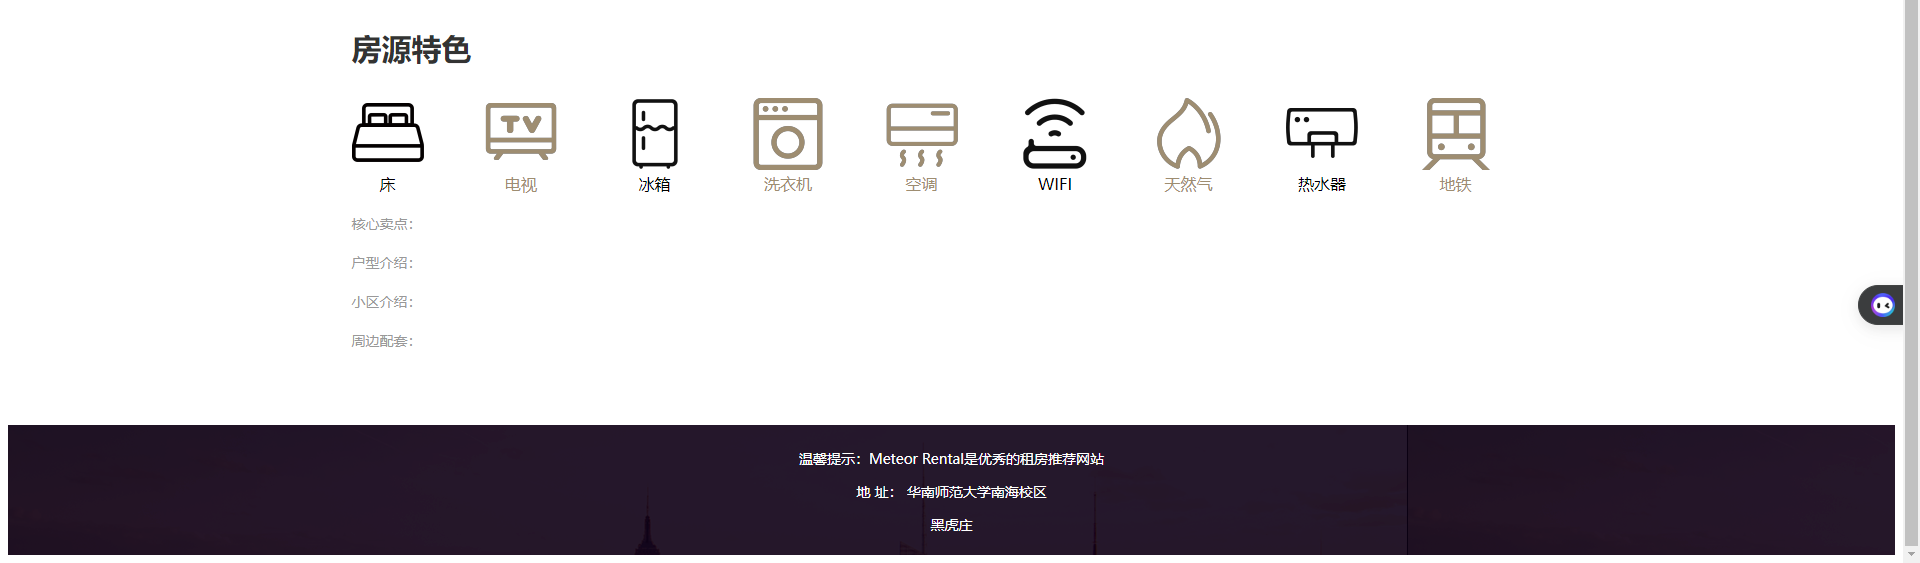 房源特色
TV
床 电视 冰箱 洗衣机 空调 WIFI 天然气 热水器 地铁
核心卖点：
户型介绍：
小区介绍：
周边配套：
温馨提示：Meteor Rental是优秀的租房推荐网站
地 址： 华南师范大学南海校区
黑虎庄